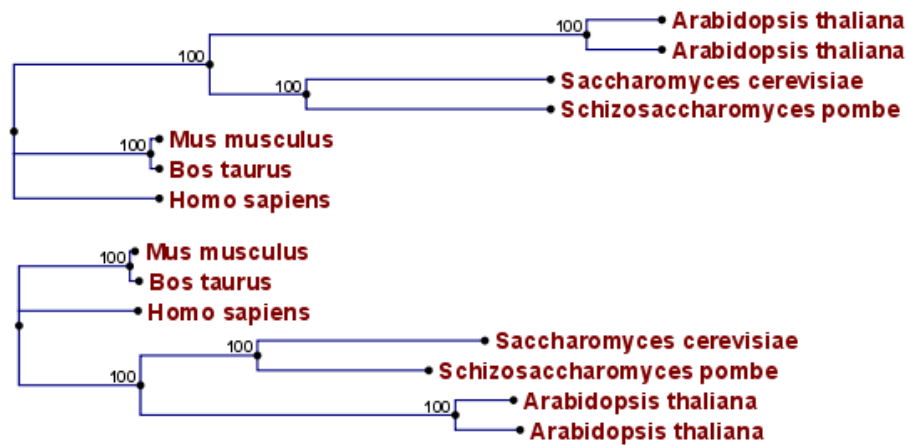 100
100
Arabidopsis thaliana
Arabidopsis thaliana
100
Saccharomyces cerevisiae
Schizosaccharomyces pombe
100
Mus musculus
Bos taurus
Homo sapiens
100
Mus musculus
Bos taurus
Homo sapiens
100
100
Saccharomyces cerevisiae
Schizosaccharomyces pombe
100
Arabidopsis thaliana
Arabidopsis thaliana